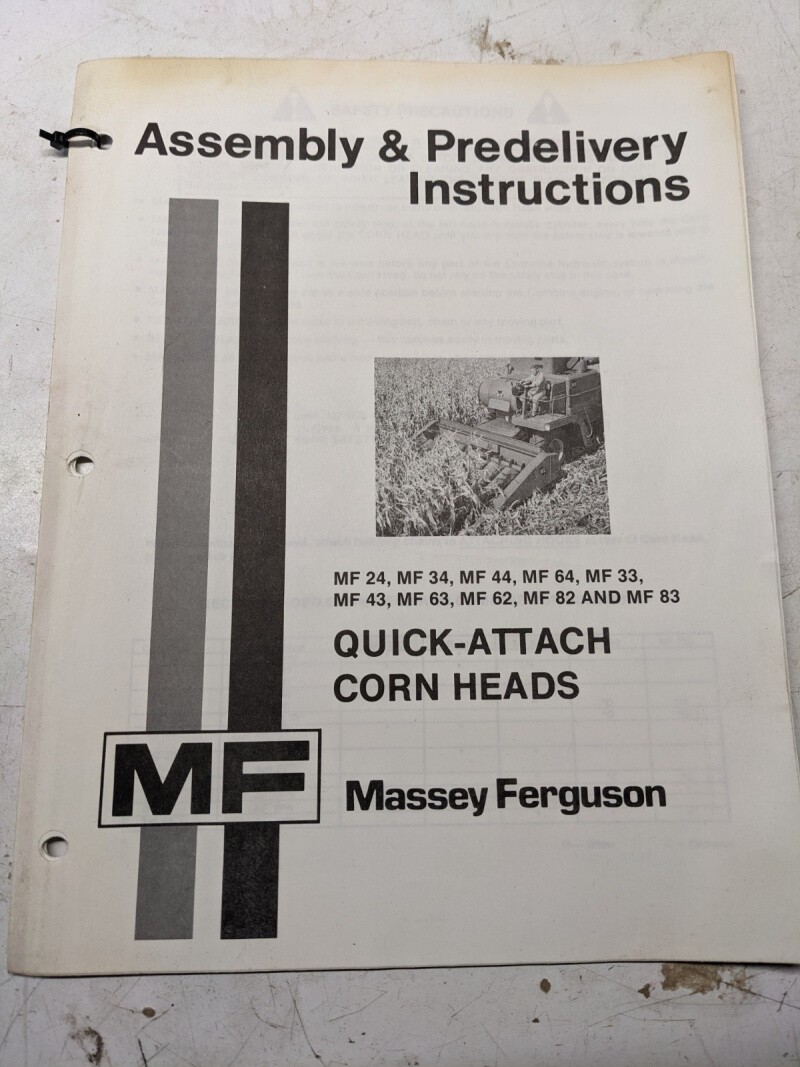 Assembly & Predelivery
Instructions
MF 24, MF 34, MF 44, MF 64, MF 33,
MF 43, MF 63, MF 62, MF 82 AND MF 83
QUICK-ATTACH
CORN HEADS
MF
Massey Ferguson